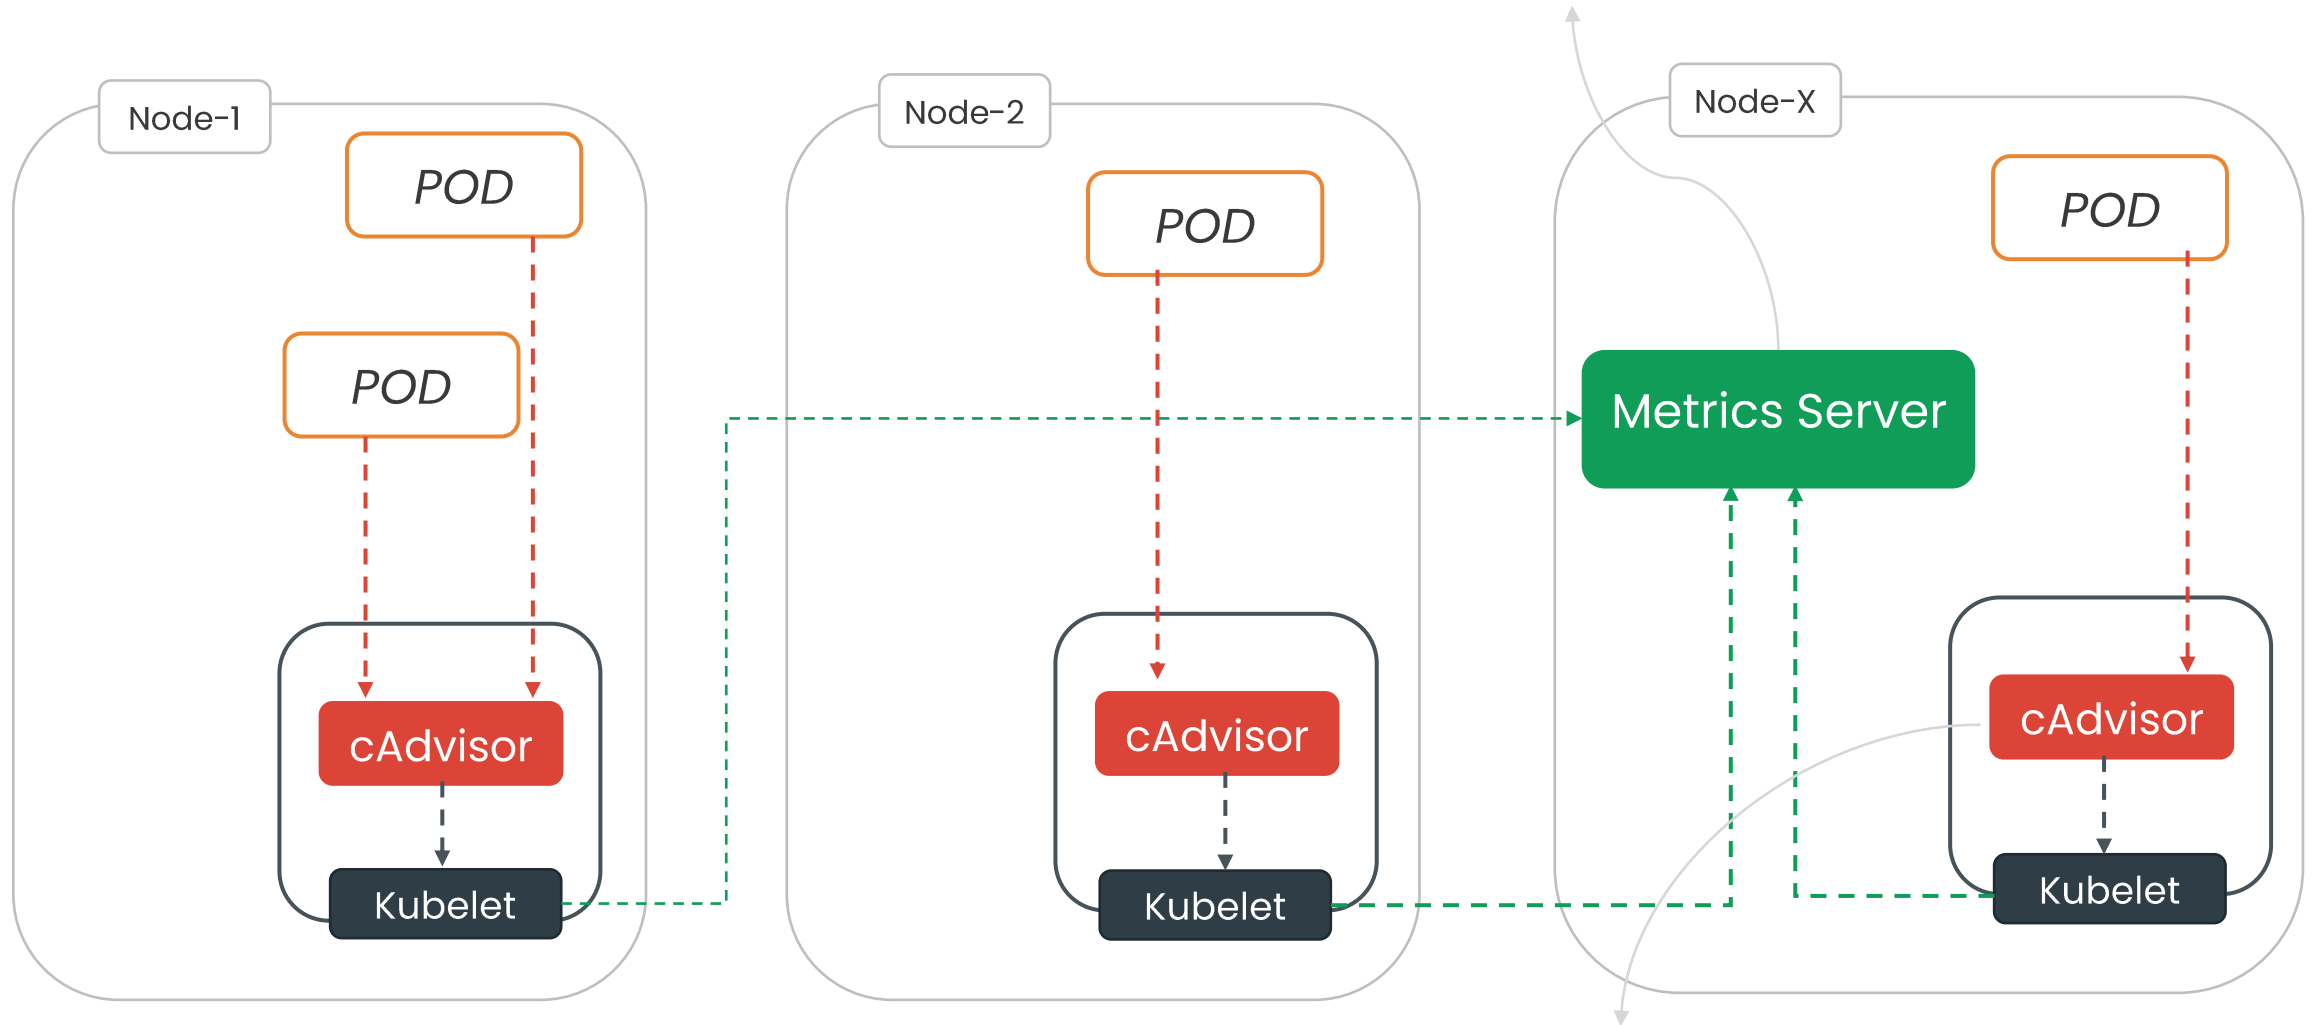 Node-1
POD
POD
cAdvisor
Kubelet
Node-2
POD
cAdvisor
Kubelet
Node-X
POD
Metrics Server
cAdvisor
Kubelet